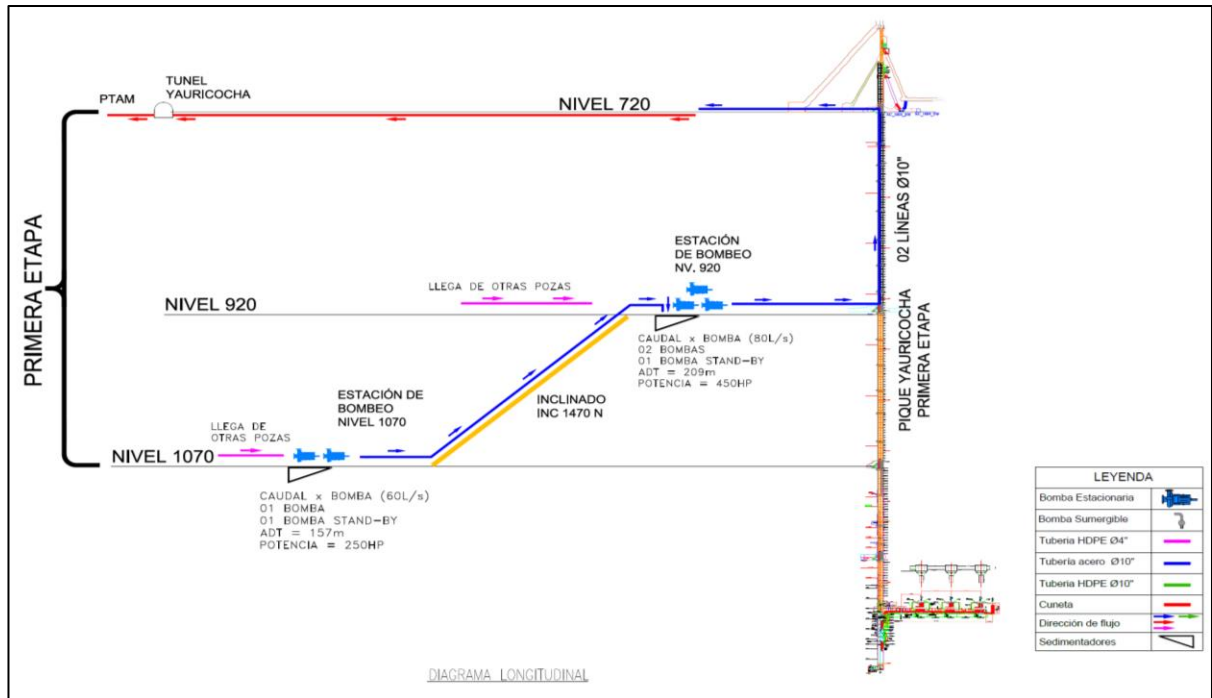 TUNEL
YAURICOCHA
PTAM
NIVEL 720
PRIMERA ETAPA
02 LÍNEAS Ø10"
PIQUE YAURICOCHA
PRIMERA ETAPA
ESTACIÓN
DE BOMBEO
NV. 920
LLEGA DE OTRAS POZAS
NIVEL 920
CAUDAL x BOMBA (80L/s)
02 BOMBAS
01 BOMBA STAND-BY
ADT = 209m
POTENCIA = 450HP
INCLINADO
INC 1470 N
ESTACIÓN DE
BOMBEO
NIVEL 1070
LLEGA DE
OTRAS POZAS
NIVEL 1070
CAUDAL x BOMBA (60L/s)
01 BOMBA
01 BOMBA STAND-BY
ADT = 157m
POTENCIA = 250HP
LEYENDA
Bomba Estacionaria
Bomba Sumergible
Tuberia HDPE Ø4"
Tubería acero Ø10"
Tuberia HDPE Ø10"
Cuneta
Dirección de flujo
Sedimentadores
DIAGRAMA LONGITUDINAL